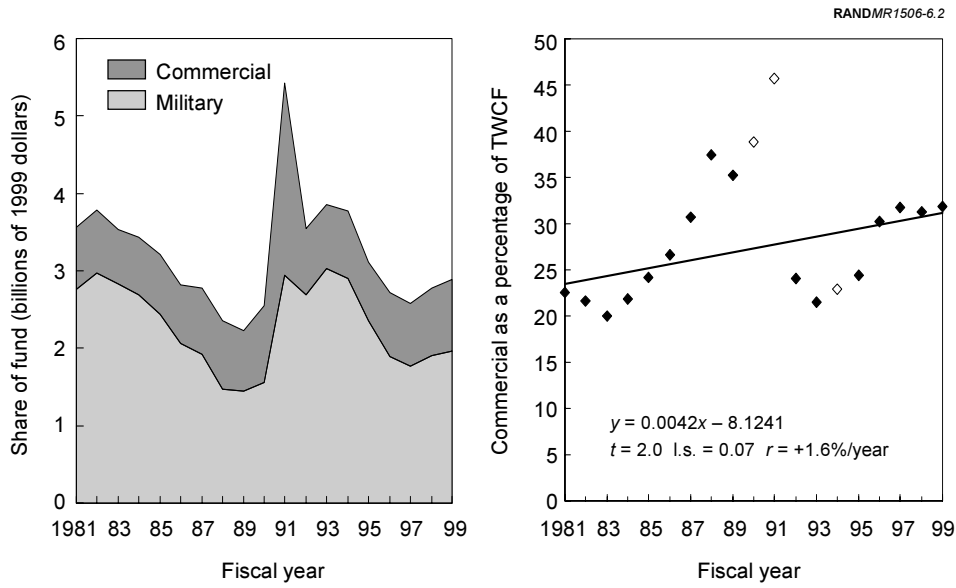 RANDMR1506-6.2
Share of fund (billions of 1999 dollars)
6
5
4
3
2
1
0
Commercial
Military
1981 83 85 87 89 91 93 95 97 99
Fiscal year
Commercial as a percentage of TWCF
50
45
40
35
30
25
20
15
10
5
0
y = 0.0042x – 8.1241
t = 2.0 l.s. = 0.07 r = +1.6%/year
1981 83 85 87 89 91 93 95 97 99
Fiscal year